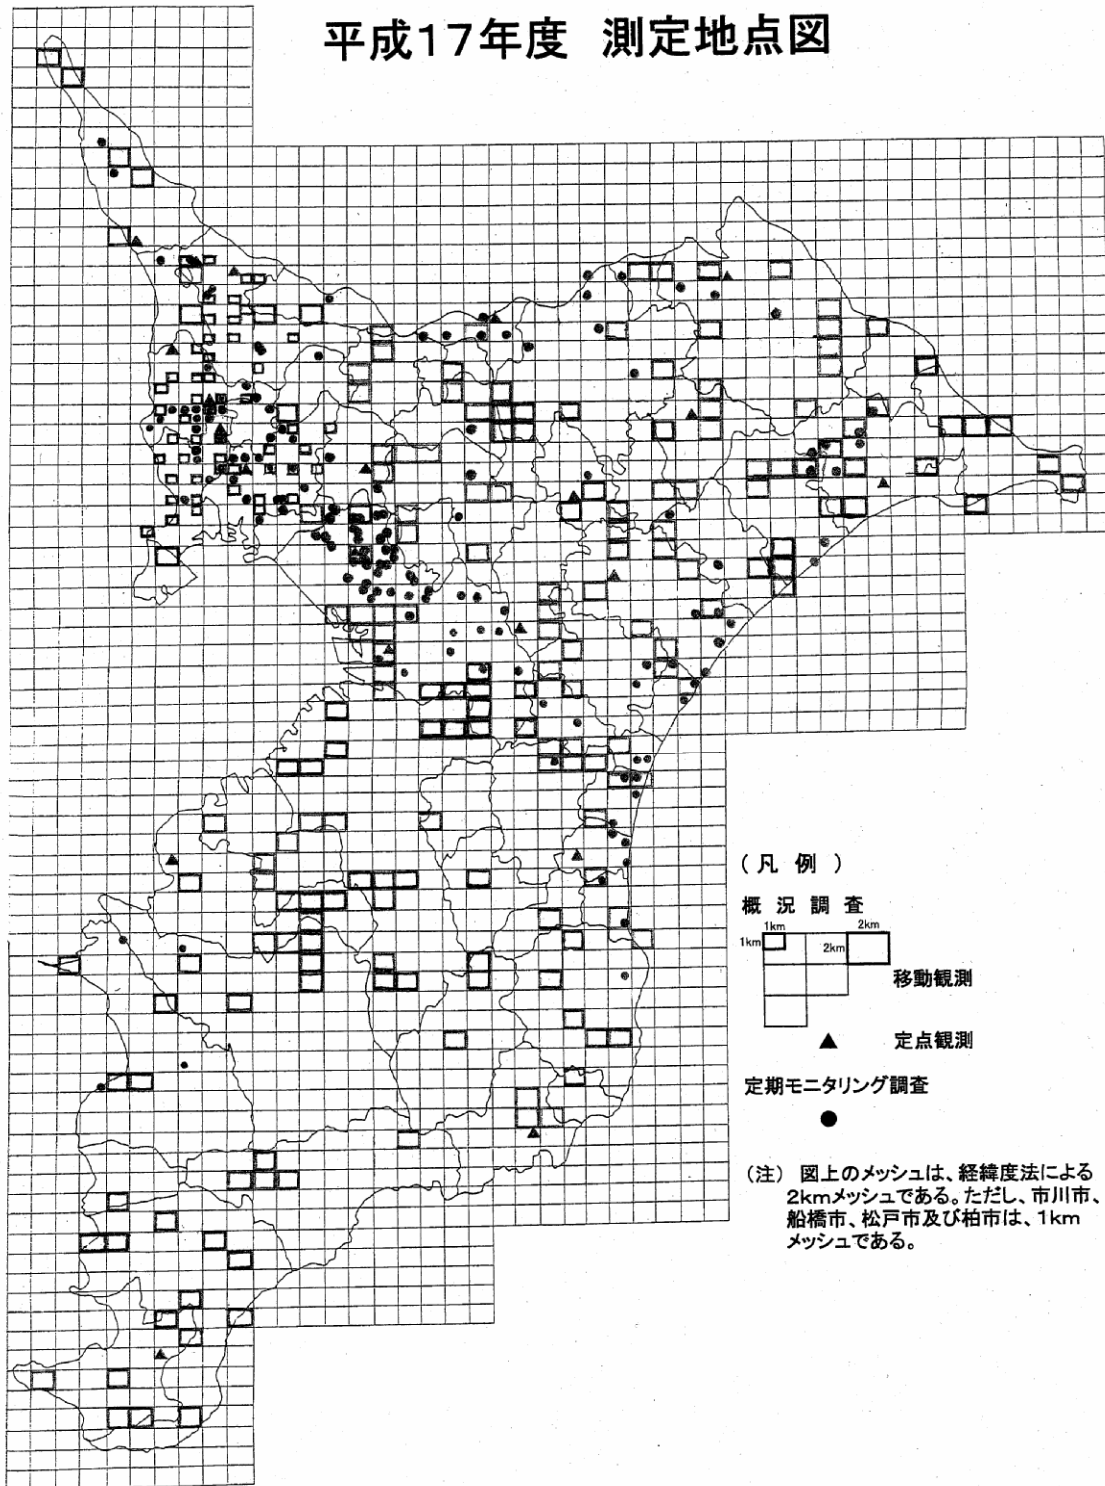 平成17年度 測定地点図
(凡 例)
概 況 調 査
1km 2km
1km 2km
移動観測
▲ 定点観測
定期モニタリング調査
●
(注) 図上のメッシュは、経緯度法による
2kmメッシュである。ただし、市川市、
船橋市、松戸市及び柏市は、1km
メッシュである。